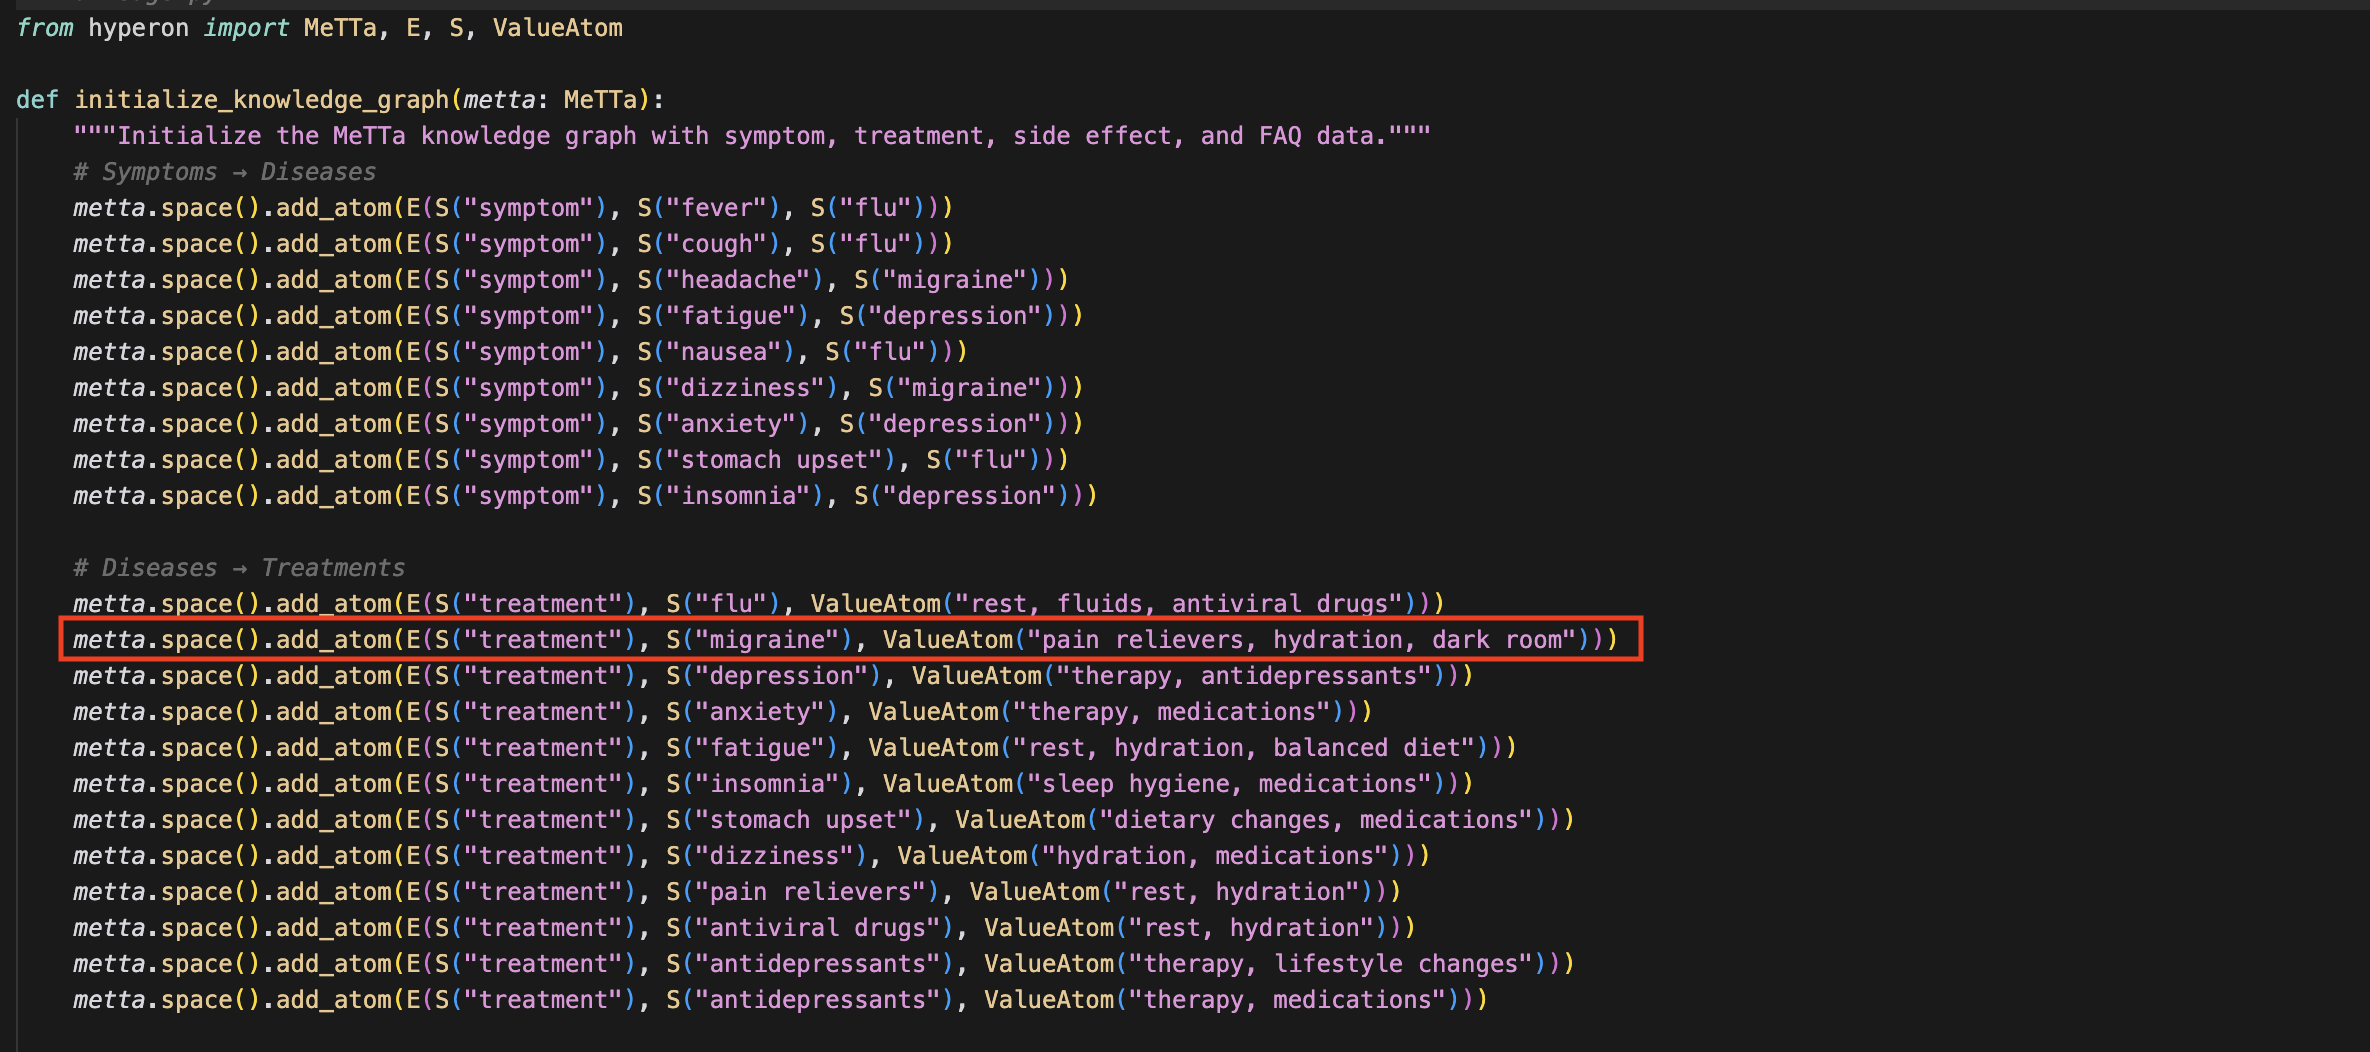 from hyperon import MeTTa, E, S, ValueAtom
def initialize_knowledge_graph(metta: MeTTa):
"""Initialize the MeTTa knowledge graph with symptom, treatment, side effect, and FAQ data."""
# Symptoms → Diseases
metta.space().add_atom(E(S("symptom"), S("fever"), S("flu")))
metta.space().add_atom(E(S("symptom"), S("cough"), S("flu")))
metta.space().add_atom(E(S("symptom"), S("headache"), S("migraine")))
metta.space().add_atom(E(S("symptom"), S("fatigue"), S("depression")))
metta.space().add_atom(E(S("symptom"), S("nausea"), S("flu")))
metta.space().add_atom(E(S("symptom"), S("dizziness"), S("migraine")))
metta.space().add_atom(E(S("symptom"), S("anxiety"), S("depression")))
metta.space().add_atom(E(S("symptom"), S("stomach upset"), S("flu")))
metta.space().add_atom(E(S("symptom"), S("insomnia"), S("depression")))
# Diseases → Treatments
metta.space().add_atom(E(S("treatment"), S("flu"), ValueAtom("rest, fluids, antiviral drugs")))
metta.space().add_atom(E(S("treatment"), S("migraine"), ValueAtom("pain relievers, hydration, dark room")))
metta.space().add_atom(E(S("treatment"), S("depression"), ValueAtom("therapy, antidepressants")))
metta.space().add_atom(E(S("treatment"), S("anxiety"), ValueAtom("therapy, medications")))
metta.space().add_atom(E(S("treatment"), S("fatigue"), ValueAtom("rest, hydration, balanced diet")))
metta.space().add_atom(E(S("treatment"), S("insomnia"), ValueAtom("sleep hygiene, medications")))
metta.space().add_atom(E(S("treatment"), S("stomach upset"), ValueAtom("dietary changes, medications")))
metta.space().add_atom(E(S("treatment"), S("dizziness"), ValueAtom("hydration, medications")))
metta.space().add_atom(E(S("treatment"), S("pain relievers"), ValueAtom("rest, hydration")))
metta.space().add_atom(E(S("treatment"), S("antiviral drugs"), ValueAtom("rest, hydration")))
metta.space().add_atom(E(S("treatment"), S("antidepressants"), ValueAtom("therapy, lifestyle changes")))
metta.space().add_atom(E(S("treatment"), S("antidepressants"), ValueAtom("therapy, medications")))